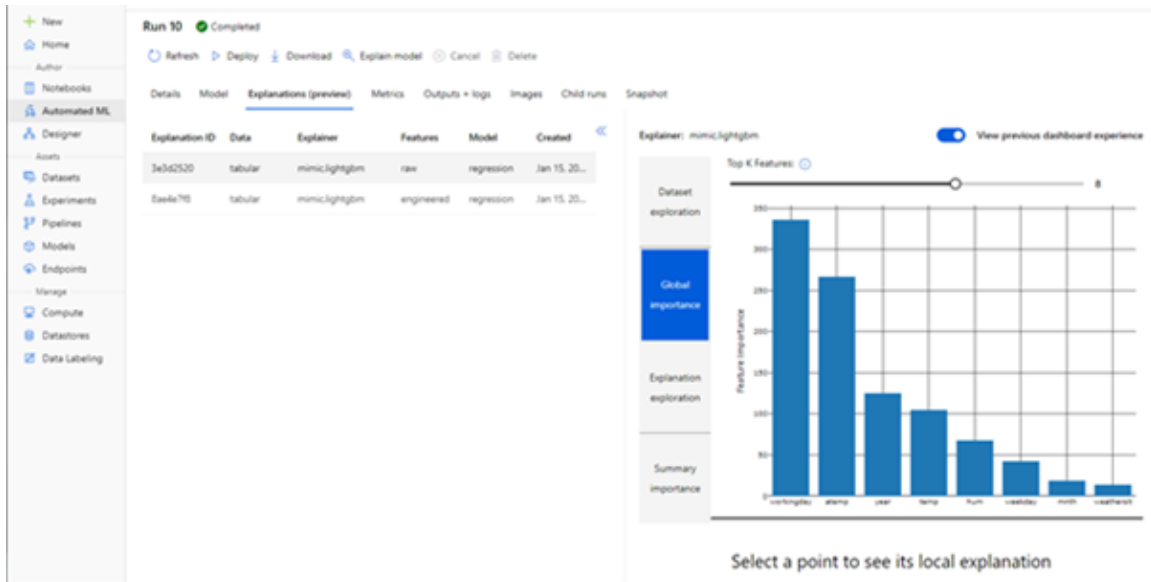 New
Home
Author
Notebooks
Automated ML
Designer
Assets
Datasets
Experiments
Pipelines
Models
Endpoints
Manage
Compute
Datastores
Data Labeling
Run 10 Completed
Refresh Deploy Download Explain model Cancel Delete
Details Model Explanations (preview) Metrics Outputs + logs Images Child runs Snapshot
Explanation ID Data Explainer Features Model Created
3e3d2520 tabular mimic.lightgbm raw regression Jan 15, 20...
tabular mimic.lightgbm engineered regression Jan 15, 20...
Explainer: mimic.lightgbm View previous dashboard experience
Top K Features: 8
Dataset
exploration
Global
importance
Explanation
exploration
Summary
importance
Feature Importance
350
300
250
200
150
100
50
0
workingday atemp year temp hum weekday mnth weathersit
Select a point to see its local explanation